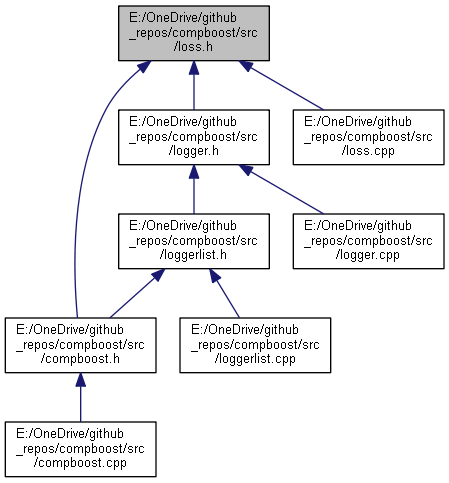 E:/OneDrive/github
_repos/compboost/src
/loss.h
E:/OneDrive/github
_repos/compboost/src
/logger.h
E:/OneDrive/github
_repos/compboost/src
/loss.cpp
E:/OneDrive/github
_repos/compboost/src
/loggerlist.h
E:/OneDrive/github
_repos/compboost/src
/logger.cpp
E:/OneDrive/github
_repos/compboost/src
/compboost.h
E:/OneDrive/github
_repos/compboost/src
/loggerlist.cpp
E:/OneDrive/github
_repos/compboost/src
/compboost.cpp